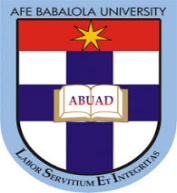 AFE BABALOLA UNIVERSITY
ABUAD
LABOR SERVITIUM ET INTEGRITAS